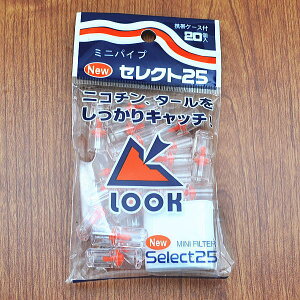 携帯ケース付
20個入
ミニパイプ
New
セレクト25
ニコチン、タールを
しっかりキャッチ!
LOOK
New
MINI FILTER
Select25